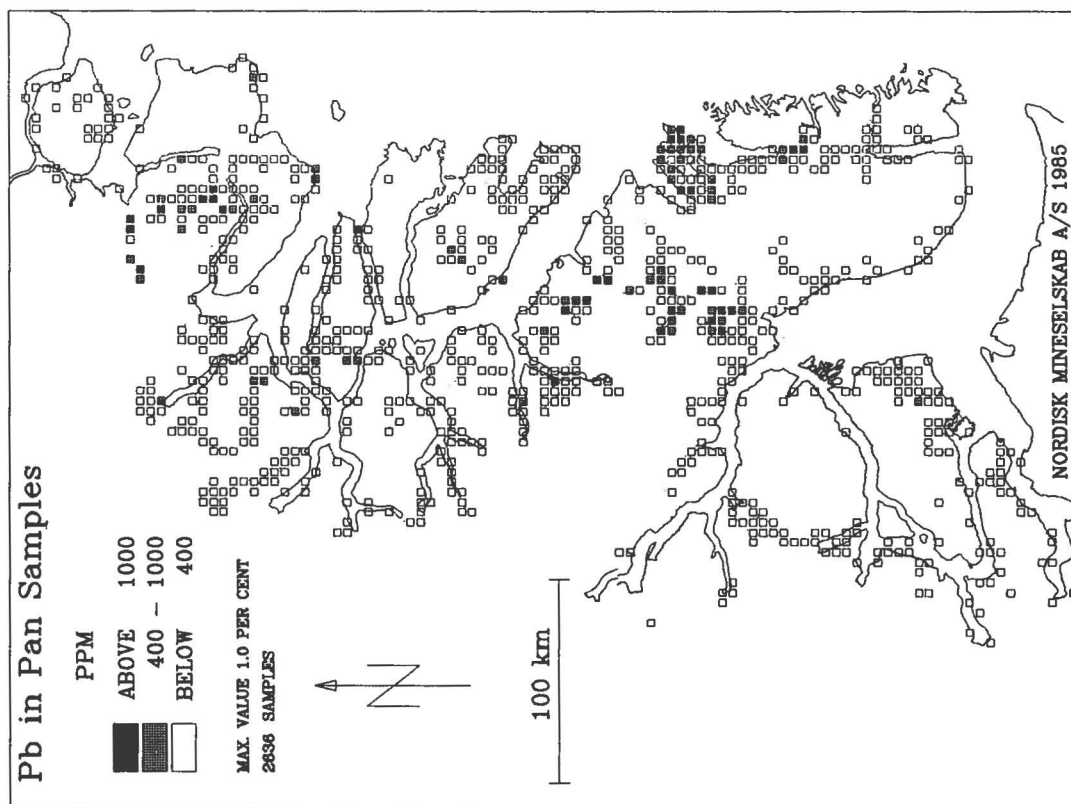 Pb in Pan Samples
PPM
ABOVE 1000
400 - 1000
BELOW 400
MAX. VALUE 1.0 PER CENT
2636 SAMPLES
N
100 km
NORDISK MINESELSKAB A/S 1985